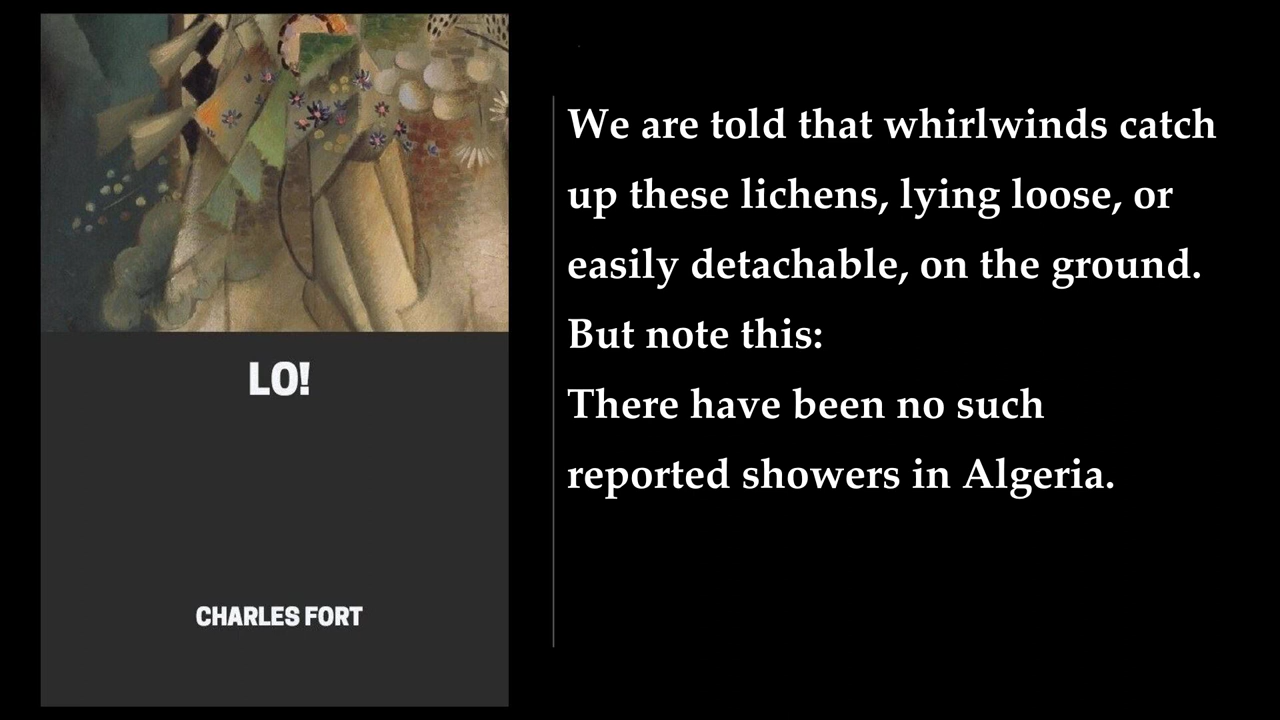 LO!
CHARLES FORT
We are told that whirlwinds catch
up these lichens, lying loose, or
easily detachable, on the ground.
But note this:
There have been no such
reported showers in Algeria.